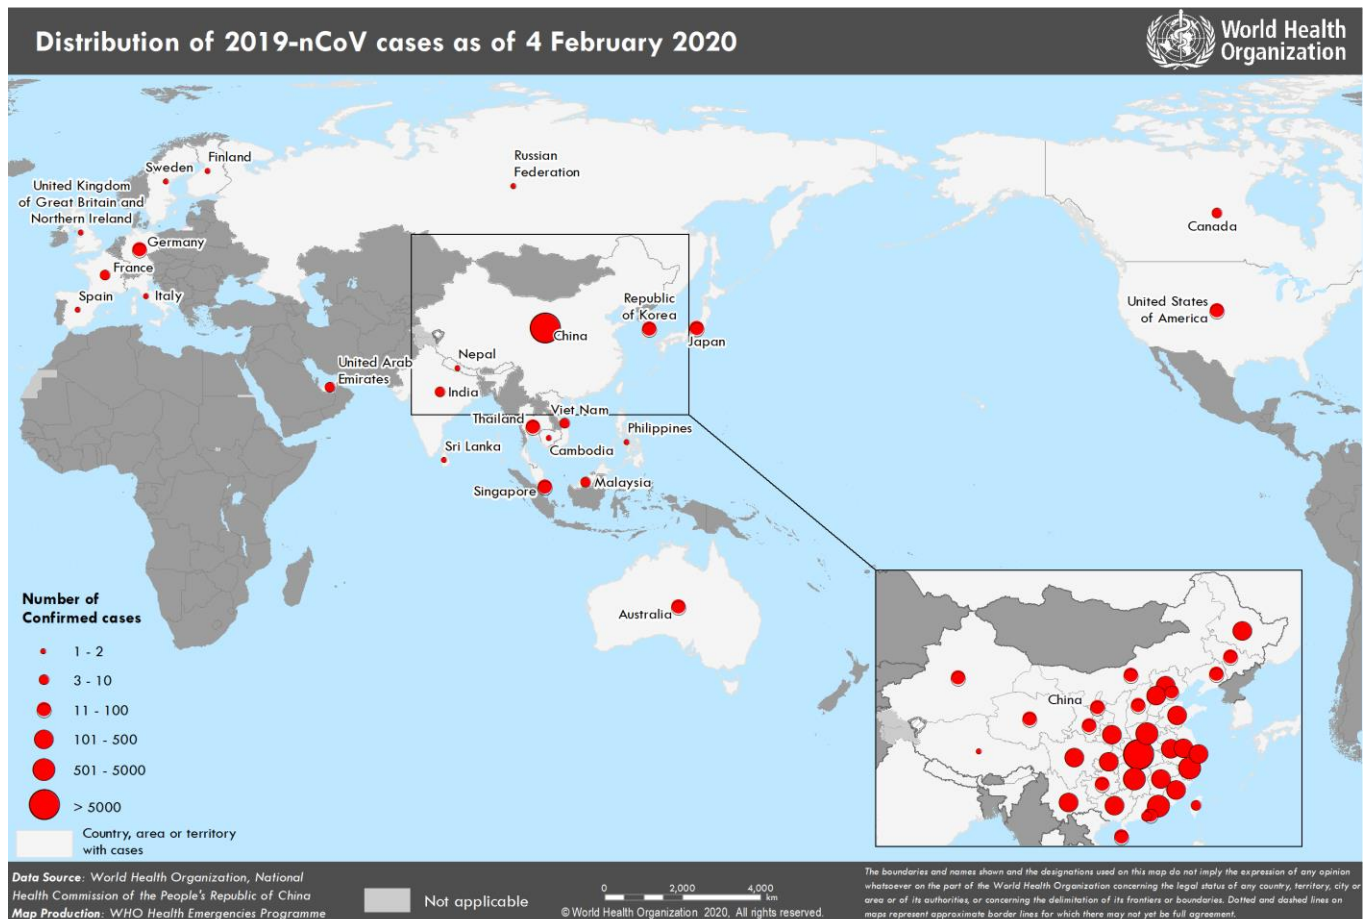 Distribution of 2019-nCoV cases as of 4 February 2020
World Health
Organization
Finland
Sweden
Russian
Federation
United Kingdom
of Great Britain and
Northern Ireland
Germany
France
Spain
Italy
Canada
United States
of America
Republic
of Korea
China
Japan
Nepal
United Arab
Emirates
India
Thailand
Viet Nam
Philippines
Sri Lanka
Cambodia
Singapore
Malaysia
Australia
China
Number of
Confirmed cases
1 - 2
3 - 10
11 - 100
101 - 500
501 - 5000
> 5000
Country, area or territory
with cases
Data Source: World Health Organization, National
Health Commission of the People's Republic of China
Map Production: WHO Health Emergencies Programme
Not applicable
0 2,000 4,000
km
© World Health Organization 2020, All rights reserved.
The boundaries and names shown and the designations used on this map do not imply the expression of any opinion
whatsoever on the part of the World Health Organization concerning the legal status of any country, territory, city or
area or of its authorities, or concerning the delimitation of its frontiers or boundaries. Dotted and dashed lines on
maps represent approximate border lines for which there may not yet be full agreement.